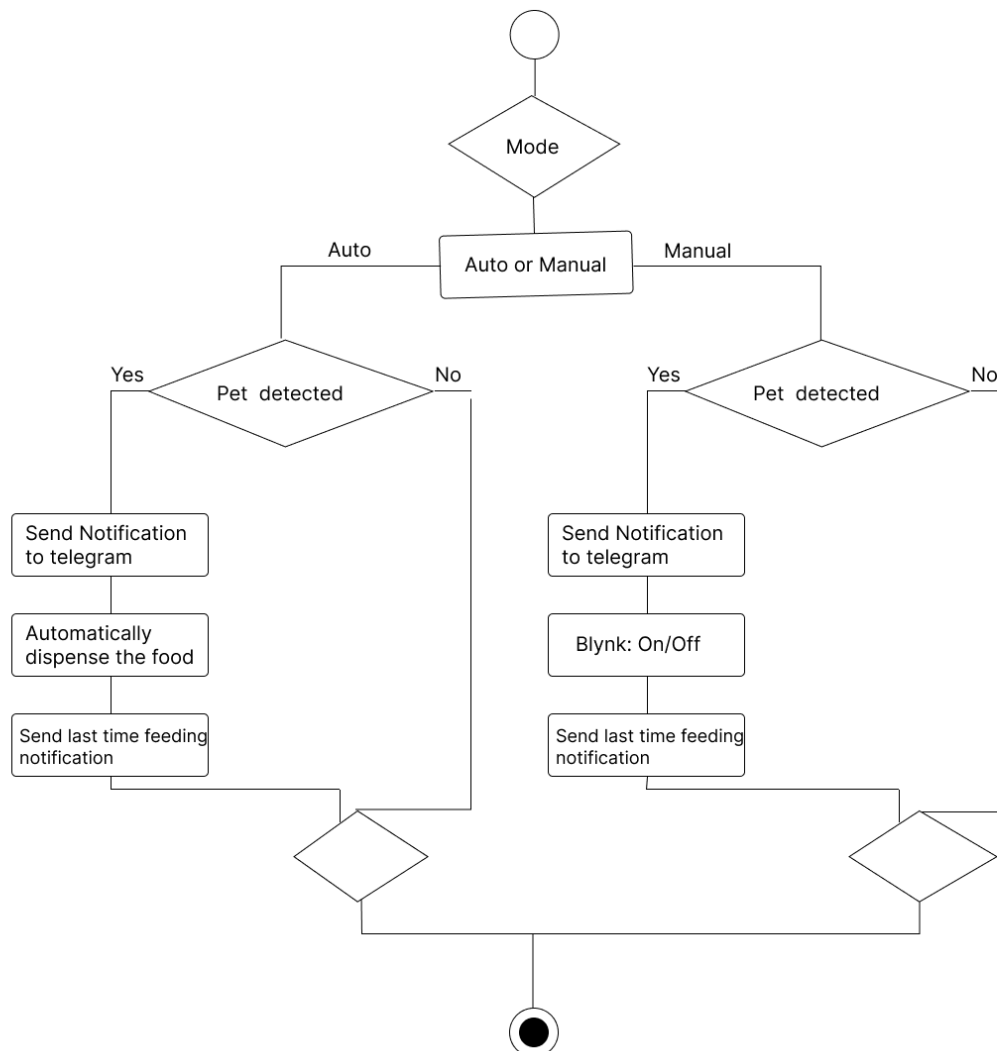 Mode
Auto
Auto or Manual
Manual
Yes
Pet detected
No
Yes
Pet detected
No
Send Notification
to telegram
Send Notification
to telegram
Automatically
dispense the food
Blynk: On/Off
Send last time feeding
notification
Send last time feeding
notification